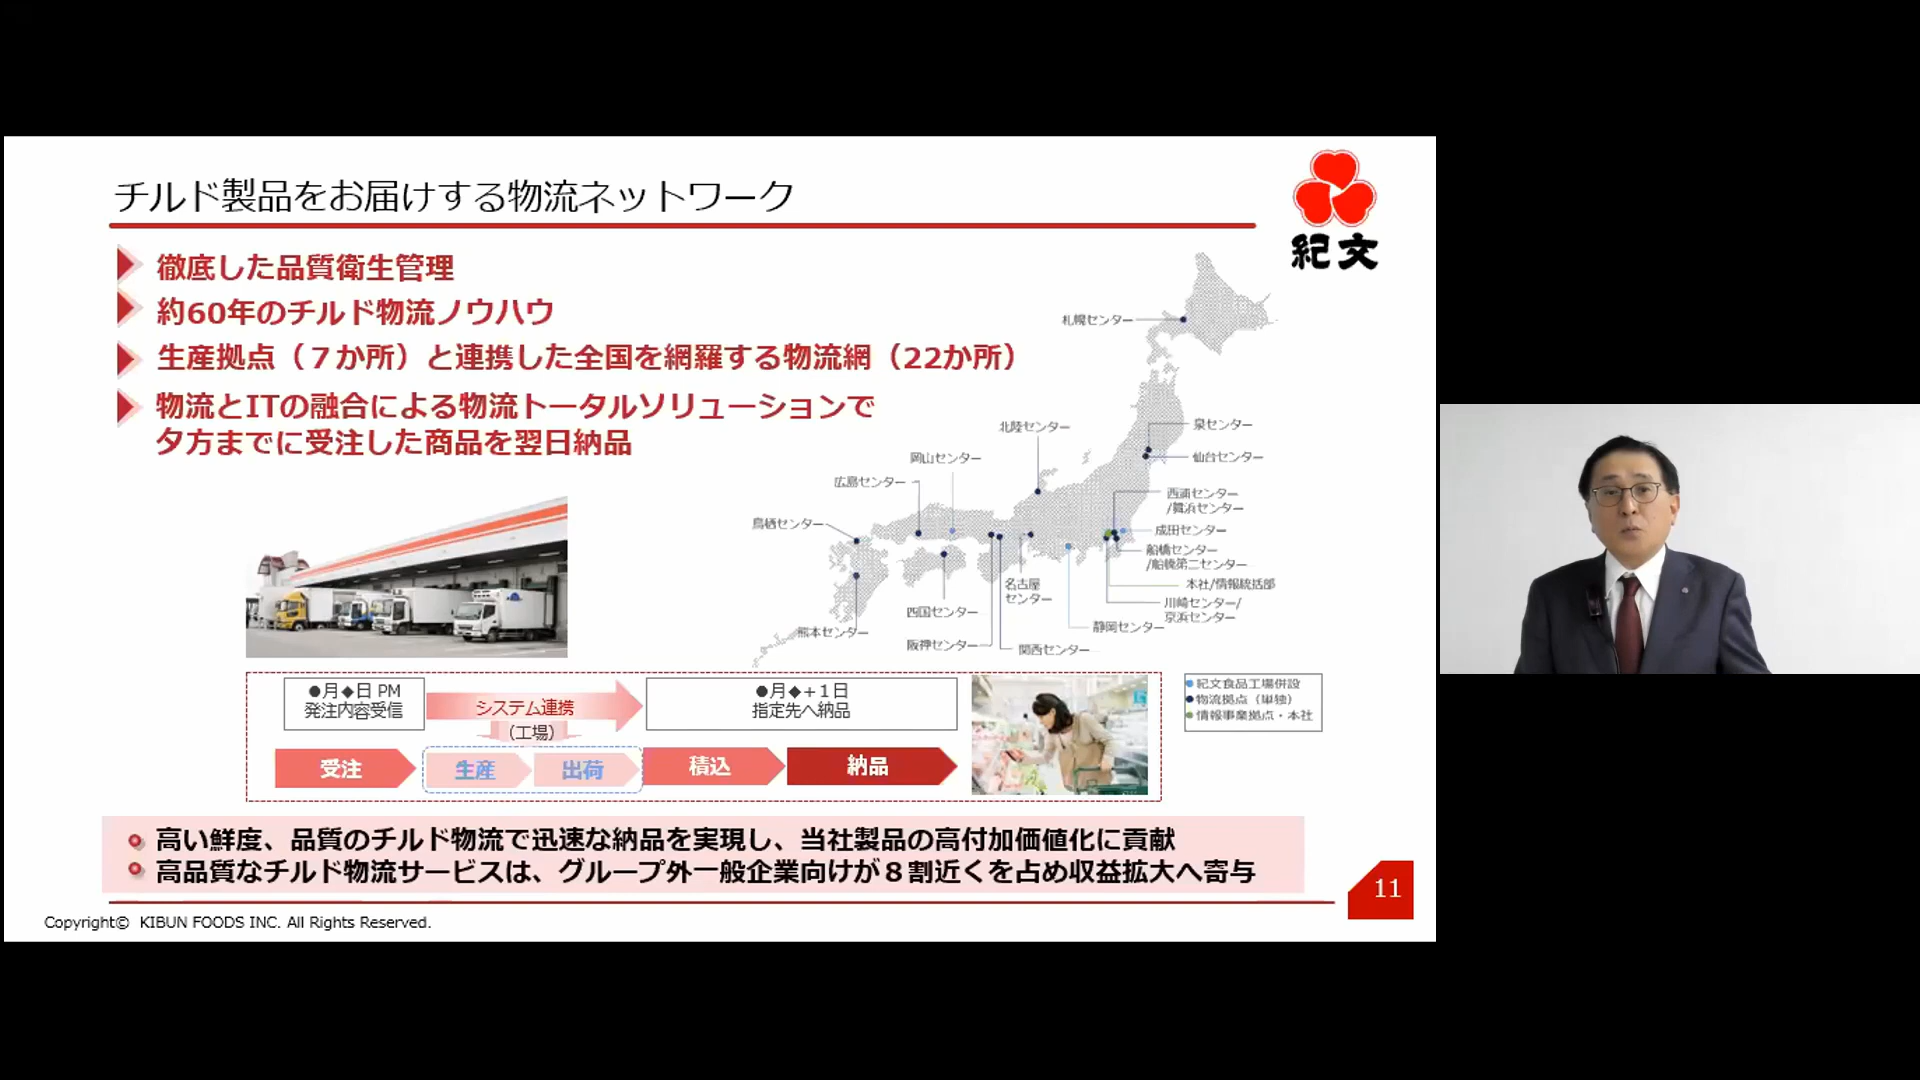 チルド製品をお届けする物流ネットワーク
紀文
徹底した品質衛生管理
約60年のチルド物流ノウハウ
生産拠点（７か所）と連携した全国を網羅する物流網（22か所）
物流とITの融合による物流トータルソリューションで
夕方までに受注した商品を翌日納品
札幌センター
北陸センター
泉センター
岡山センター
仙台センター
広島センター
西浦センター
/舞浜センター
鳥栖センター
成田センター
船橋センター
/船橋第二センター
名古屋
センター
本社/情報統括部
川崎センター/
京浜センター
四国センター
静岡センター
熊本センター
阪神センター
関西センター
●月◆日 PM
発注内容受信
システム連携
（工場）
●月◆＋１日
指定先へ納品
紀文食品工場併設
物流拠点（単独）
情報事業拠点・本社
受注
生産
出荷
積込
納品
高い鮮度、品質のチルド物流で迅速な納品を実現し、当社製品の高付加価値化に貢献
高品質なチルド物流サービスは、グループ外一般企業向けが８割近くを占め収益拡大へ寄与
11
Copyright© KIBUN FOODS INC. All Rights Reserved.